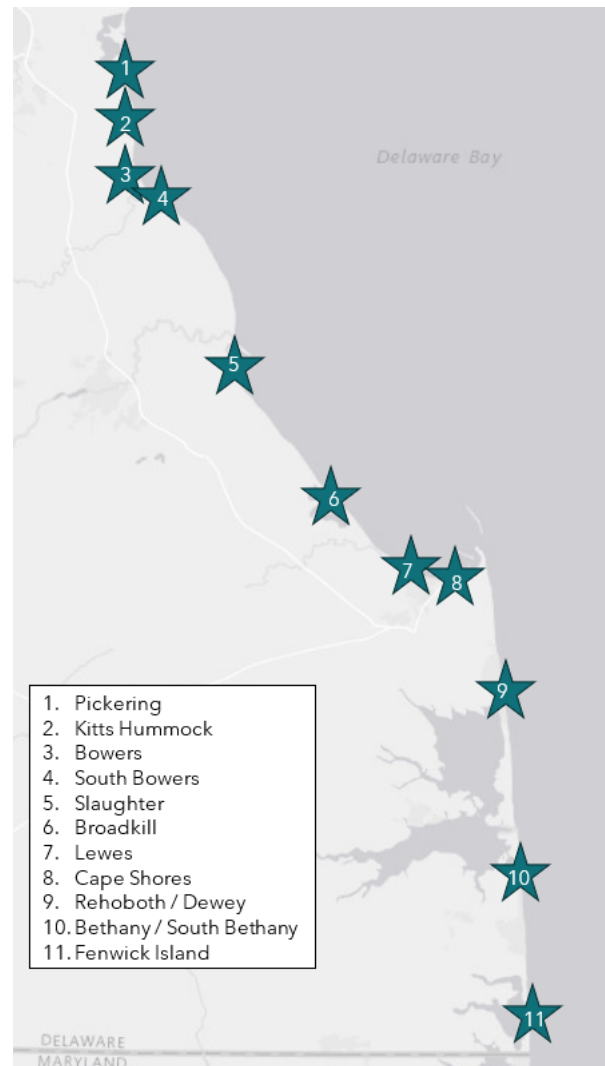 1
2
3
4
Delaware Bay
5
6
7
8
9
1. Pickering
2. Kitts Hummock
3. Bowers
4. South Bowers
5. Slaughter
6. Broadkill
7. Lewes
8. Cape Shores
9. Rehoboth / Dewey
10. Bethany / South Bethany
11. Fenwick Island
10
11
DELAWARE
MARYLAND